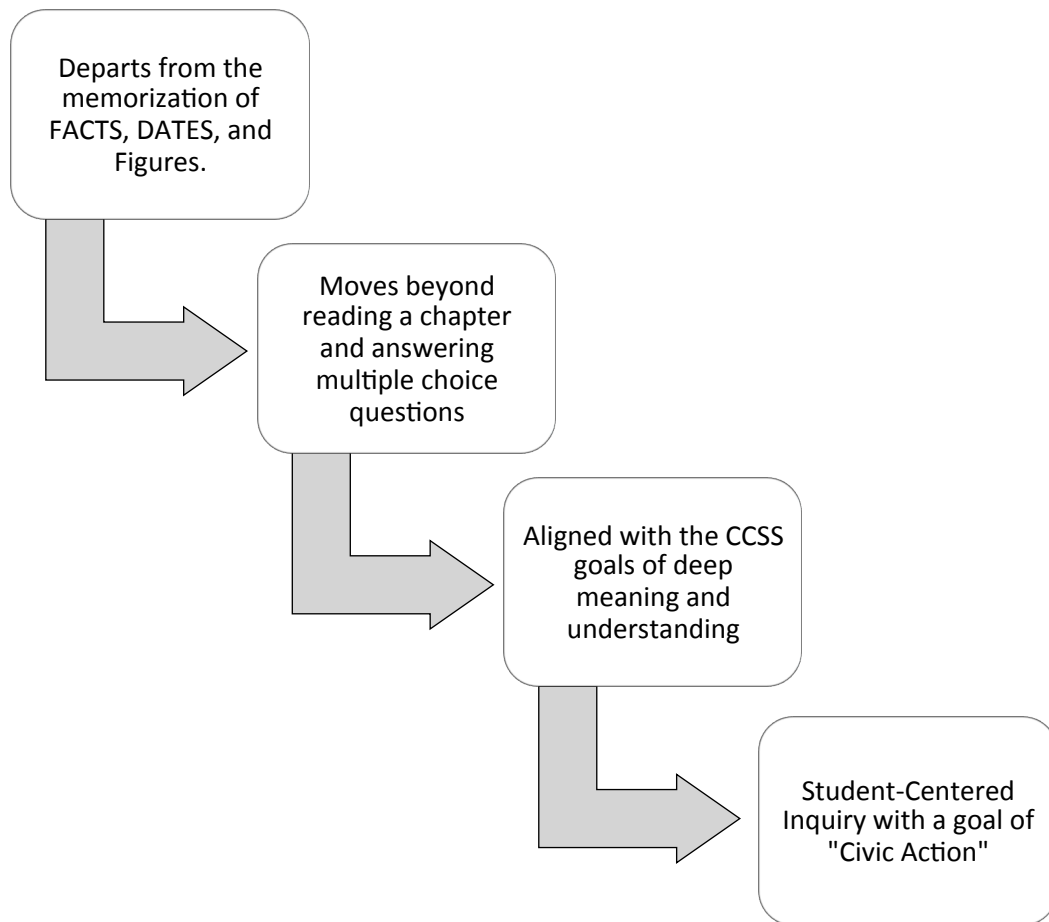 Departs from the
memorization of
FACTS, DATES, and
Figures.
Moves beyond
reading a chapter
and answering
multiple choice
questions
Aligned with the CCSS
goals of deep
meaning and
understanding
Student-Centered
Inquiry with a goal of
"Civic Action"